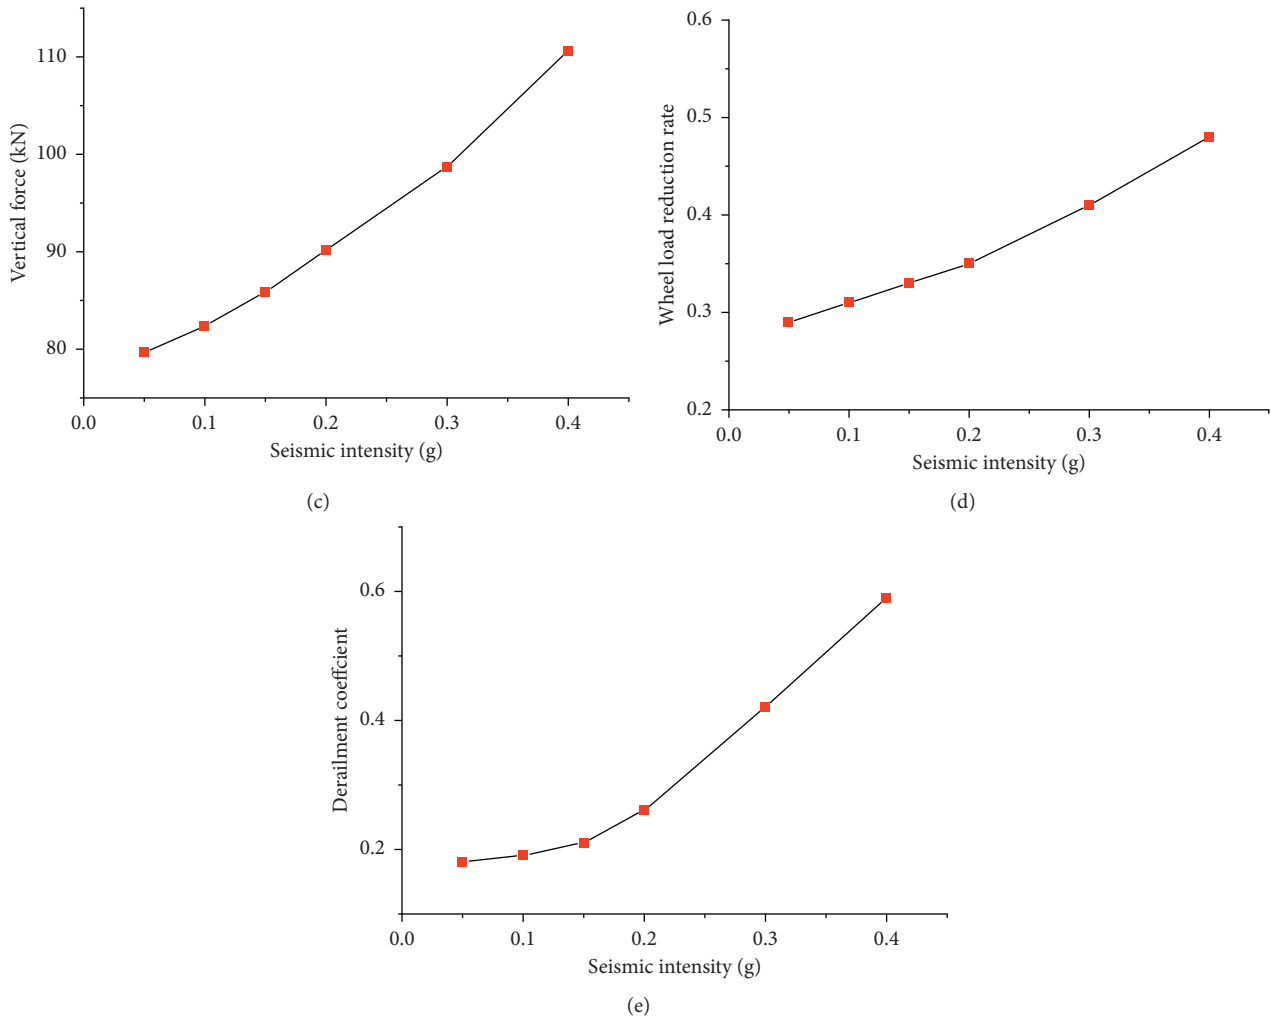 Vertical force (kN)
110
100
90
80
0.0 0.1 0.2 0.3 0.4
Seismic intensity (g)
(c)
Wheel load reduction rate
0.6
0.5
0.4
0.3
0.2
0.0 0.1 0.2 0.3 0.4
Seismic intensity (g)
(d)
Derailment coeffcient
0.6
0.4
0.2
0.0 0.1 0.2 0.3 0.4
Seismic intensity (g)
(e)